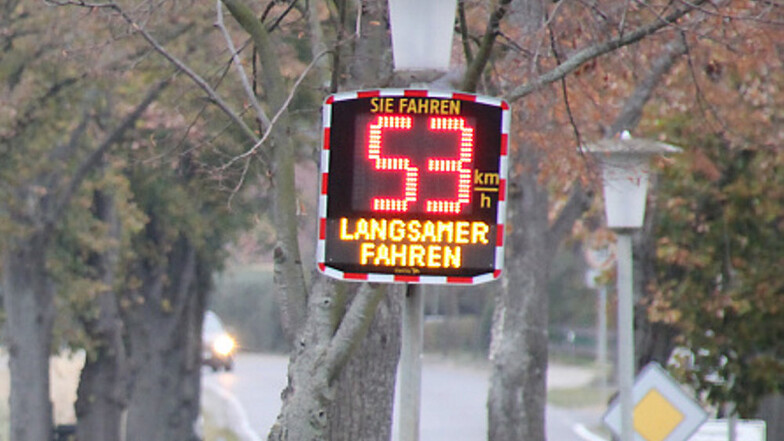 SIE FAHREN
53 km/h
LANGSAMER
FAHREN